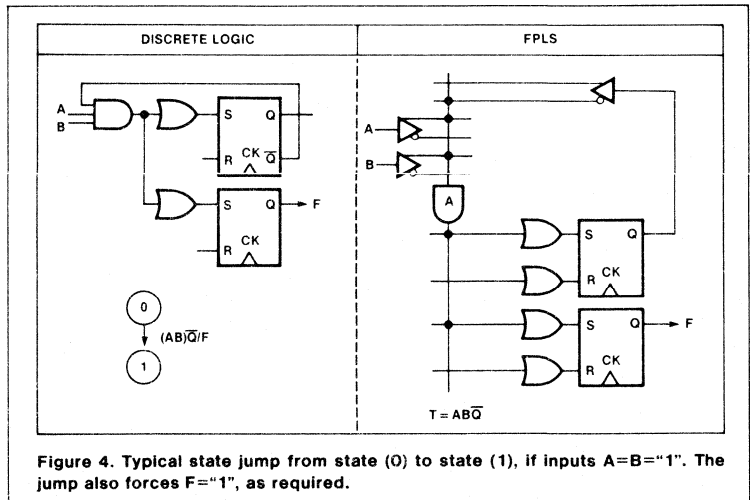 DISCRETE LOGIC
FPLS
A
B
S Q
R CK Q̅
S Q F
R CK
0
(AB)Q̅/F
1
A
B
A
S Q
R CK
S Q F
R CK
T = ABQ̅
Figure 4. Typical state jump from state (0) to state (1), if inputs A=B="1". The
jump also forces F="1", as required.